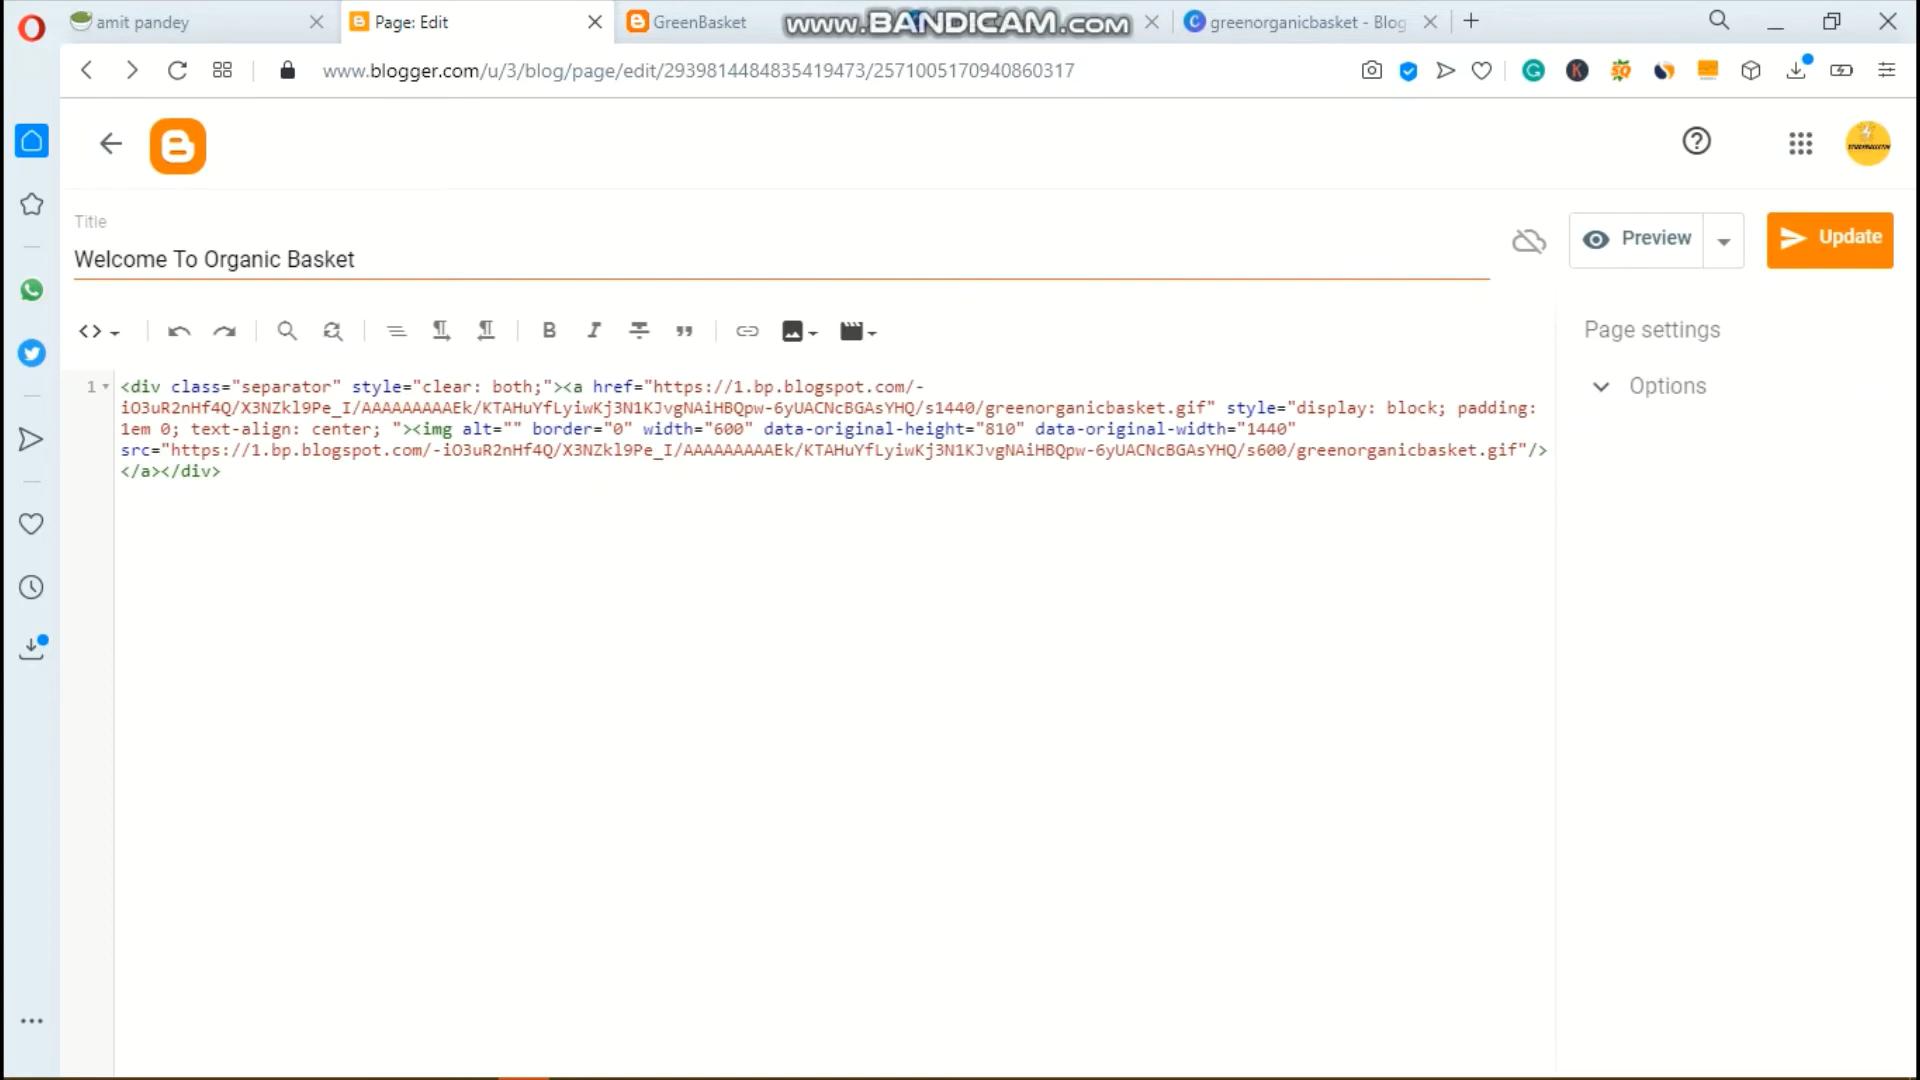 amit pandey
Page: Edit
GreenBasket
www.BANDICAM.com
greenorganicbasket - Blog
www.blogger.com/u/3/blog/page/edit/2939814484835419473/2571005170940860317
Title
Welcome To Organic Basket
Preview
Update
Page settings
Options
1
<div class="separator" style="clear: both;"><a href="https://1.bp.blogspot.com/-
iO3uR2nHf4Q/X3NZkl9Pe_I/AAAAAAAAAEk/KTAHuYfLyiwKj3N1KJvgNAiHBQpw-6yUACNcBGAsYHQ/s1440/greenorganicbasket.gif" style="display: block; padding:
1em 0; text-align: center; "><img alt="" border="0" width="600" data-original-height="810" data-original-width="1440"
src="https://1.bp.blogspot.com/-iO3uR2nHf4Q/X3NZkl9Pe_I/AAAAAAAAAEk/KTAHuYfLyiwKj3N1KJvgNAiHBQpw-6yUACNcBGAsYHQ/s600/greenorganicbasket.gif"/>
</a></div>